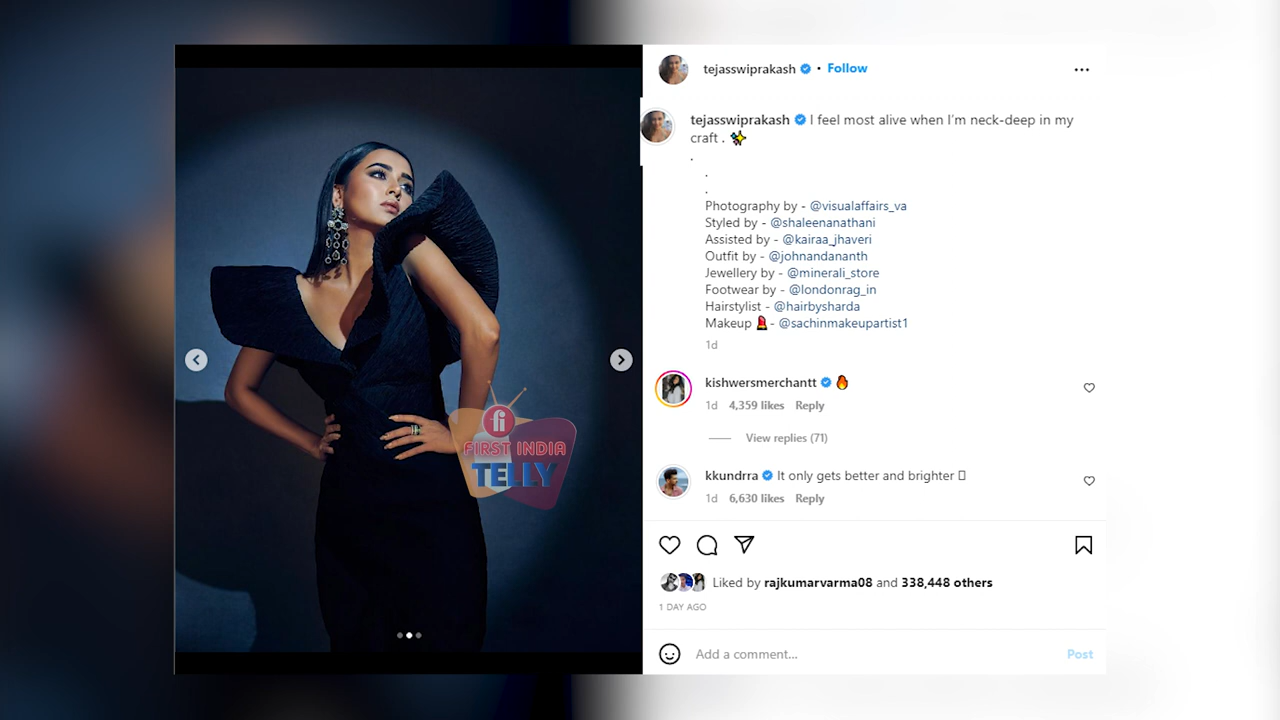 tejasswiprakash • Follow
tejasswiprakash I feel most alive when I'm neck-deep in my
craft . ✨
.
.
.
Photography by - @visualaffairs_va
Styled by - @shaleenanathani
Assisted by - @kairaa_jhaveri
Outfit by - @johnandananth
Jewellery by - @minerali_store
Footwear by - @londonrag_in
Hairstylist - @hairbysharda
Makeup 💄- @sachinmakeupartist1
1d
kishwersmerchantt 🔥
1d 4,359 likes Reply
View replies (71)
kkundrra It only gets better and brighter
1d 6,630 likes Reply
Liked by rajkumarvarma08 and 338,448 others
1 DAY AGO
Add a comment... Post
fi
FIRST INDIA
TELLY